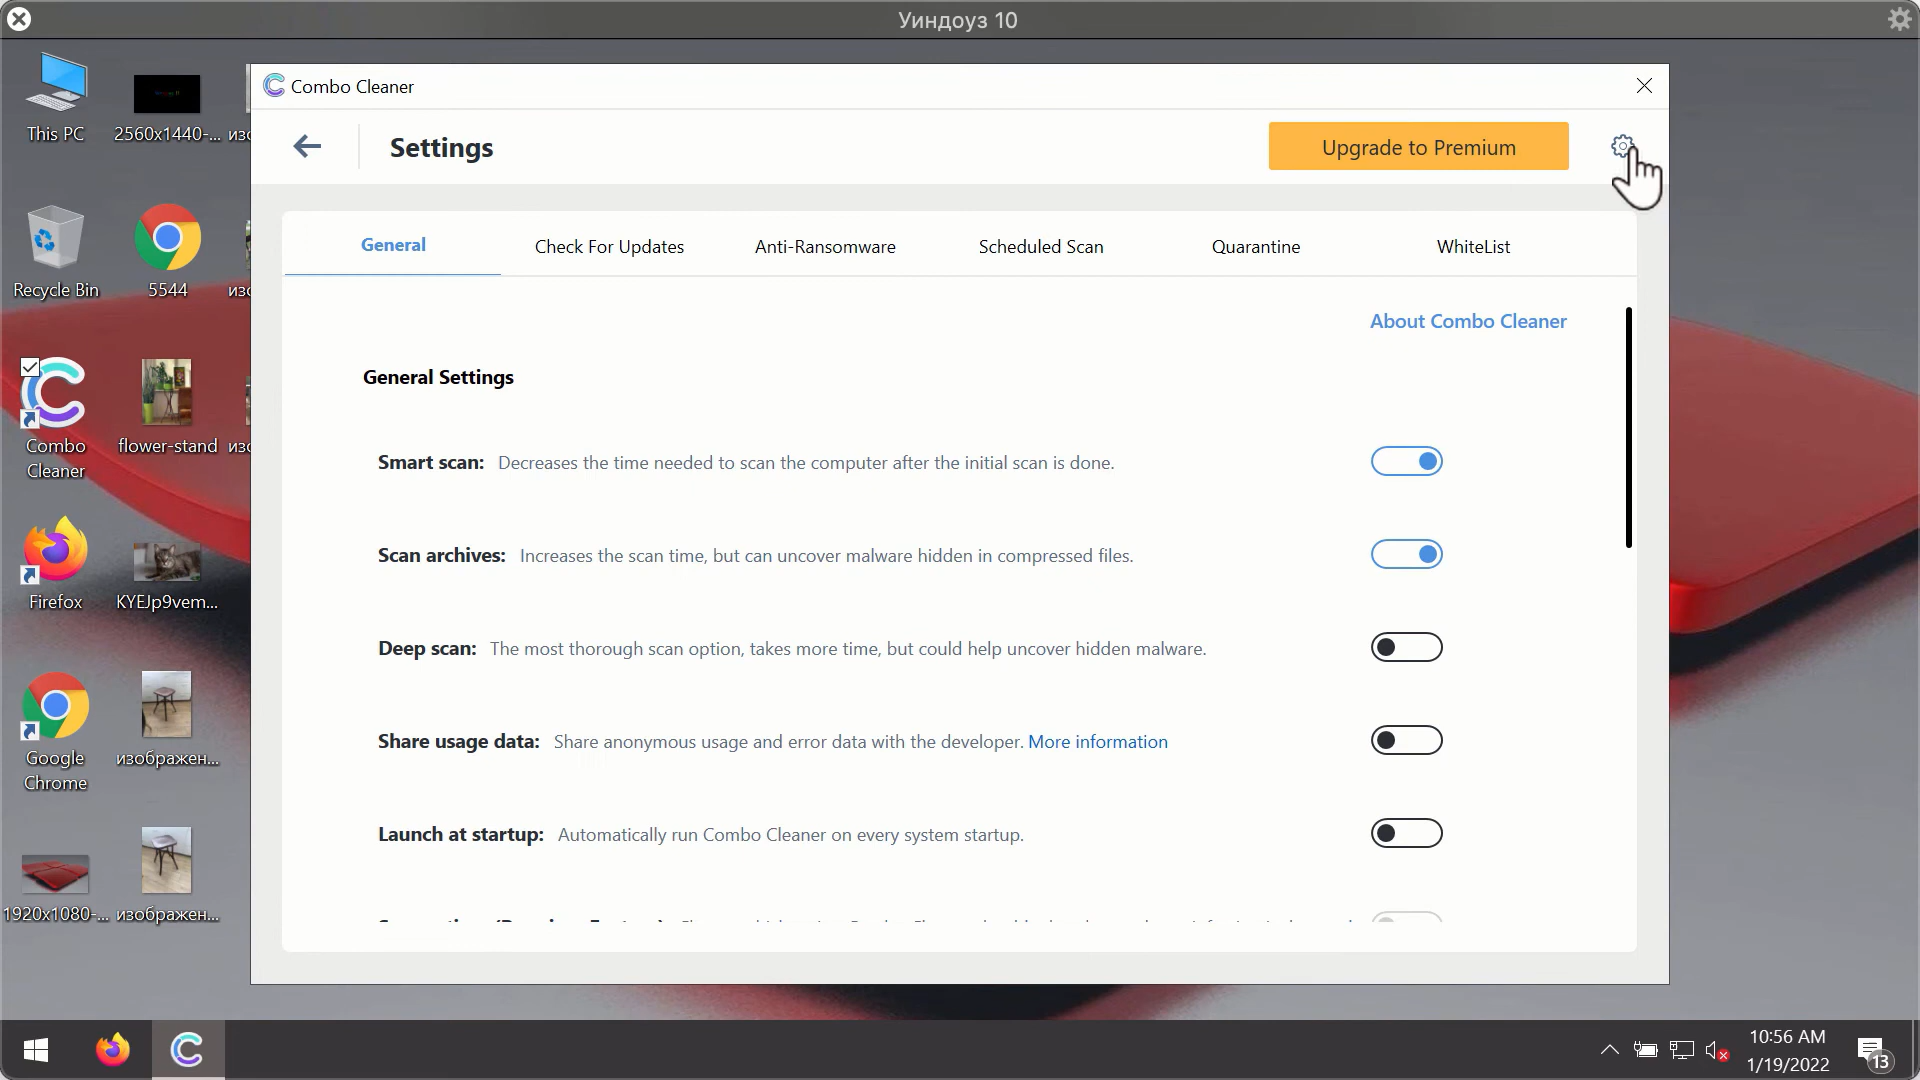 Уиндоуз 10
This PC
2560x1440-...
Recycle Bin
5544
Combo
Cleaner
flower-stand
Firefox
KYEJp9vem...
Google
Chrome
изображен...
1920x1080-...
изображен...
изо
изо
изо
Combo Cleaner
Settings
Upgrade to Premium
General
Check For Updates
Anti-Ransomware
Scheduled Scan
Quarantine
WhiteList
About Combo Cleaner
General Settings
Smart scan: Decreases the time needed to scan the computer after the initial scan is done.
Scan archives: Increases the scan time, but can uncover malware hidden in compressed files.
Deep scan: The most thorough scan option, takes more time, but could help uncover hidden malware.
Share usage data: Share anonymous usage and error data with the developer. More information
Launch at startup: Automatically run Combo Cleaner on every system startup.
10:56 AM
1/19/2022
13